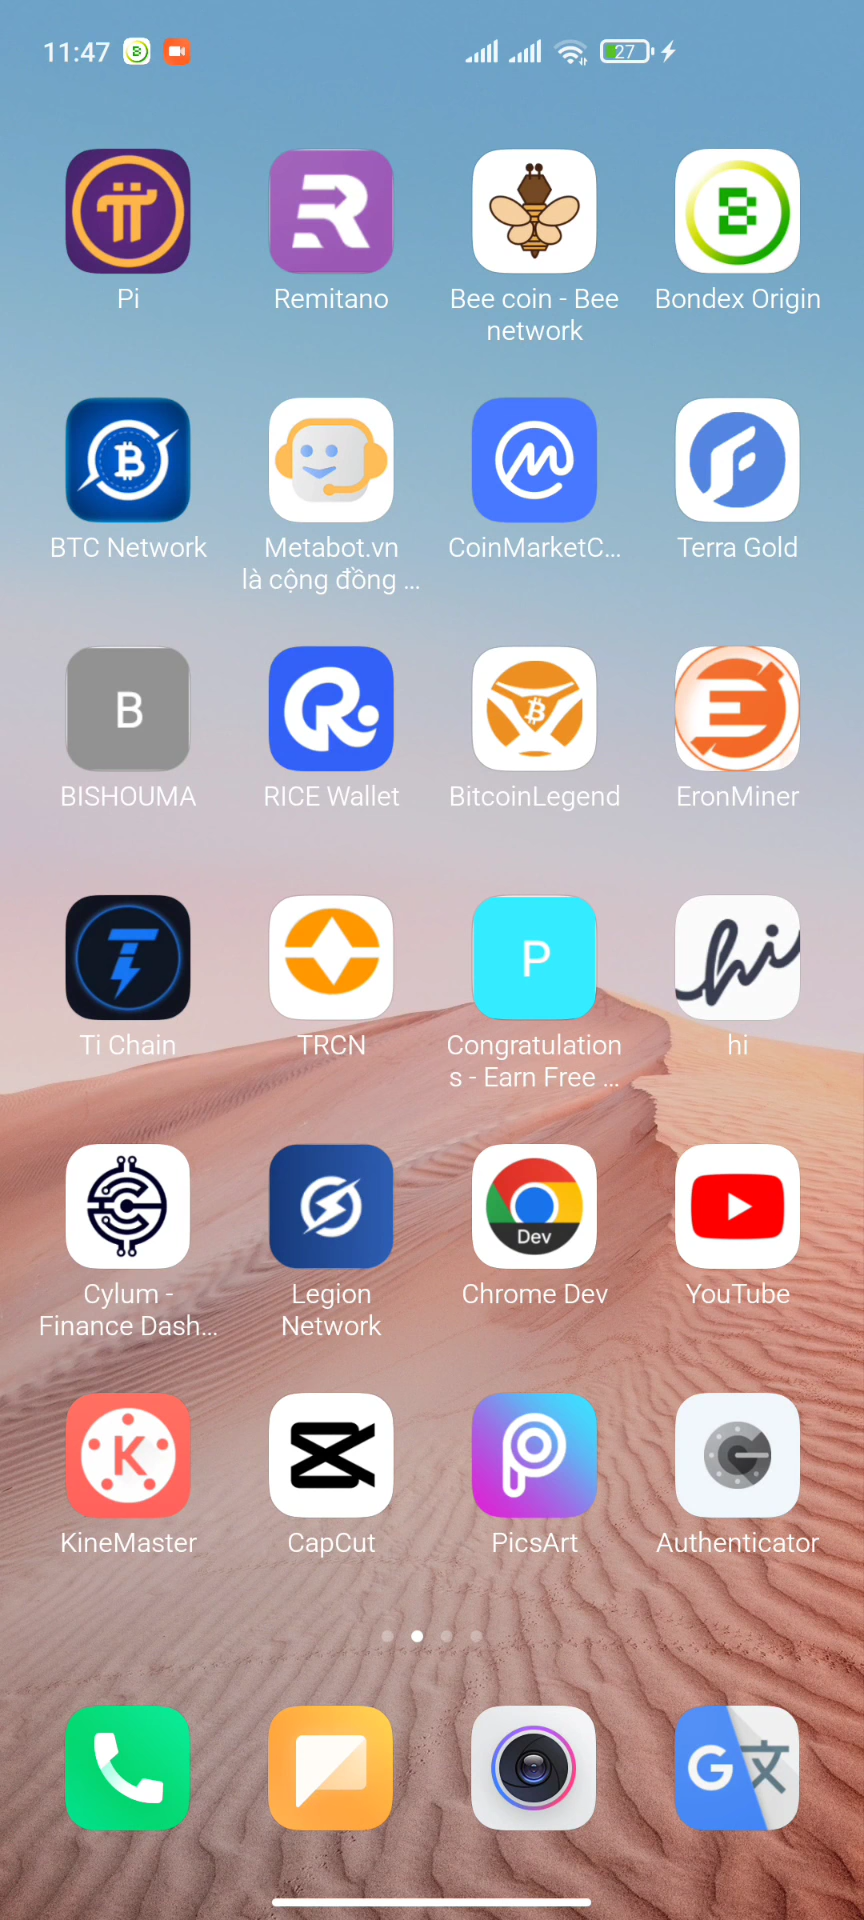 11:47
27
Pi
Remitano
Bee coin - Bee
network
Bondex Origin
BTC Network
Metabot.vn
là cộng đồng ...
CoinMarketC...
Terra Gold
B
BISHOUMA
RICE Wallet
BitcoinLegend
EronMiner
Ti Chain
TRCN
P
Congratulation
s - Earn Free ...
hi
hi
Cylum -
Finance Dash...
Legion
Network
Dev
Chrome Dev
YouTube
K
KineMaster
CapCut
PicsArt
Authenticator
G 文